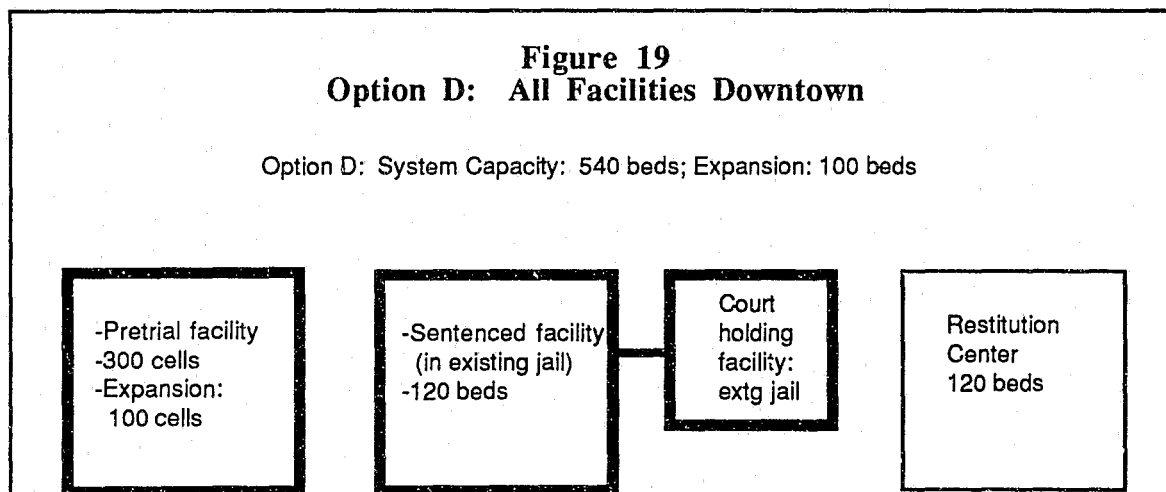 Figure 19
Option D: All Facilities Downtown
Option D: System Capacity: 540 beds; Expansion: 100 beds
-Pretrial facility
-300 cells
-Expansion:
100 cells
-Sentenced facility
(in existing jail)
-120 beds
Court
holding
facility:
extg jail
Restitution
Center
120 beds